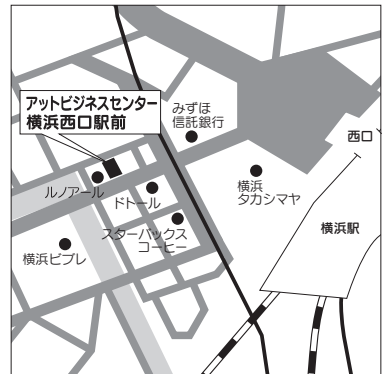 アットビジネスセンター
横浜西口駅前
みずほ
信託銀行
西口
ルノアール
ドトール
横浜
タカシマヤ
スターバックス
コーヒー
横浜駅
横浜ビブレ